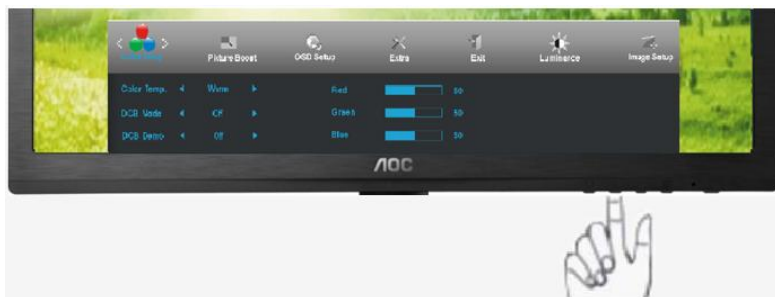 Picture Boost
OSD Setup
Extra
Exit
Luminance
Image Setup
Color Temp. Warm Red 50
DCB Mode Off Green 50
DCB Demo Off Blue 50
AOC